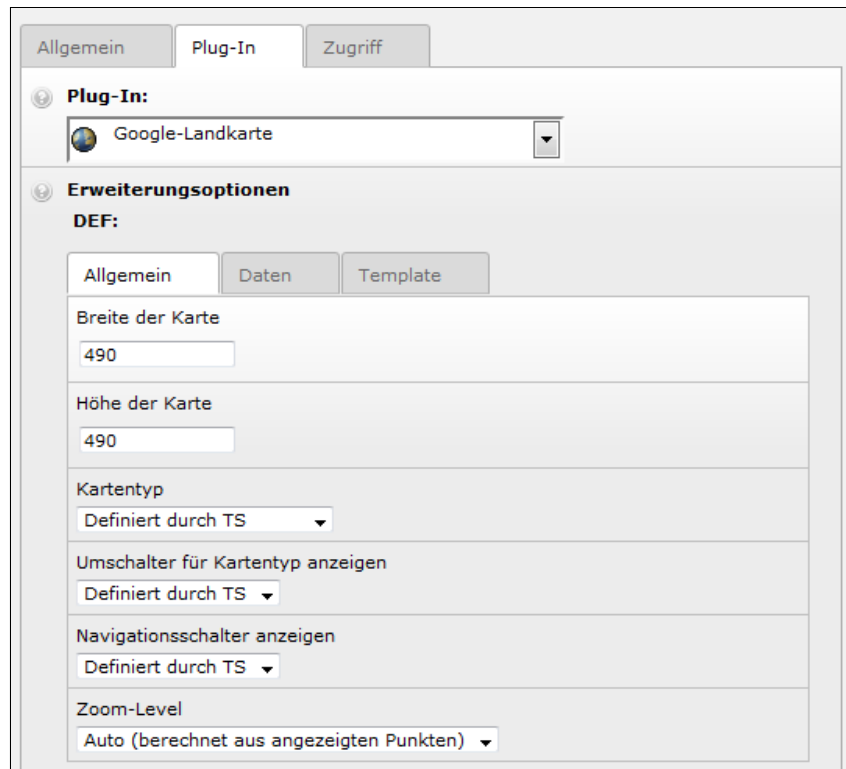 Allgemein Plug-In Zugriff
Plug-In:
Google-Landkarte
Erweiterungsoptionen
DEF:
Allgemein Daten Template
Breite der Karte
490
Höhe der Karte
490
Kartentyp
Definiert durch TS
Umschalter für Kartentyp anzeigen
Definiert durch TS
Navigationsschalter anzeigen
Definiert durch TS
Zoom-Level
Auto (berechnet aus angezeigten Punkten)